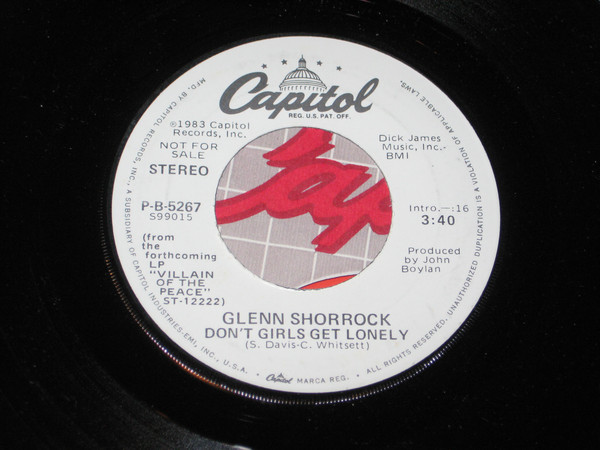 Capitol
REG. U.S. PAT. OFF.
℗1983 Capitol
Records, Inc.
NOT FOR
SALE
STEREO
P-B-5267
S99015
(from
the
forthcoming
LP
"VILLAIN
OF THE
PEACE"
ST-12222)
Dick James
Music, Inc.-
BMI
Intro.—:16
3:40
Produced
by John
Boylan
GLENN SHORROCK
DON'T GIRLS GET LONELY
(S. Davis-C. Whitsett)
MFG. BY CAPITOL RECORDS, INC., A SUBSIDIARY OF CAPITOL INDUSTRIES-EMI, INC., U.S.A.
Capitol MARCA REG.
ALL RIGHTS RESERVED. UNAUTHORIZED DUPLICATION IS A VIOLATION OF APPLICABLE LAWS.